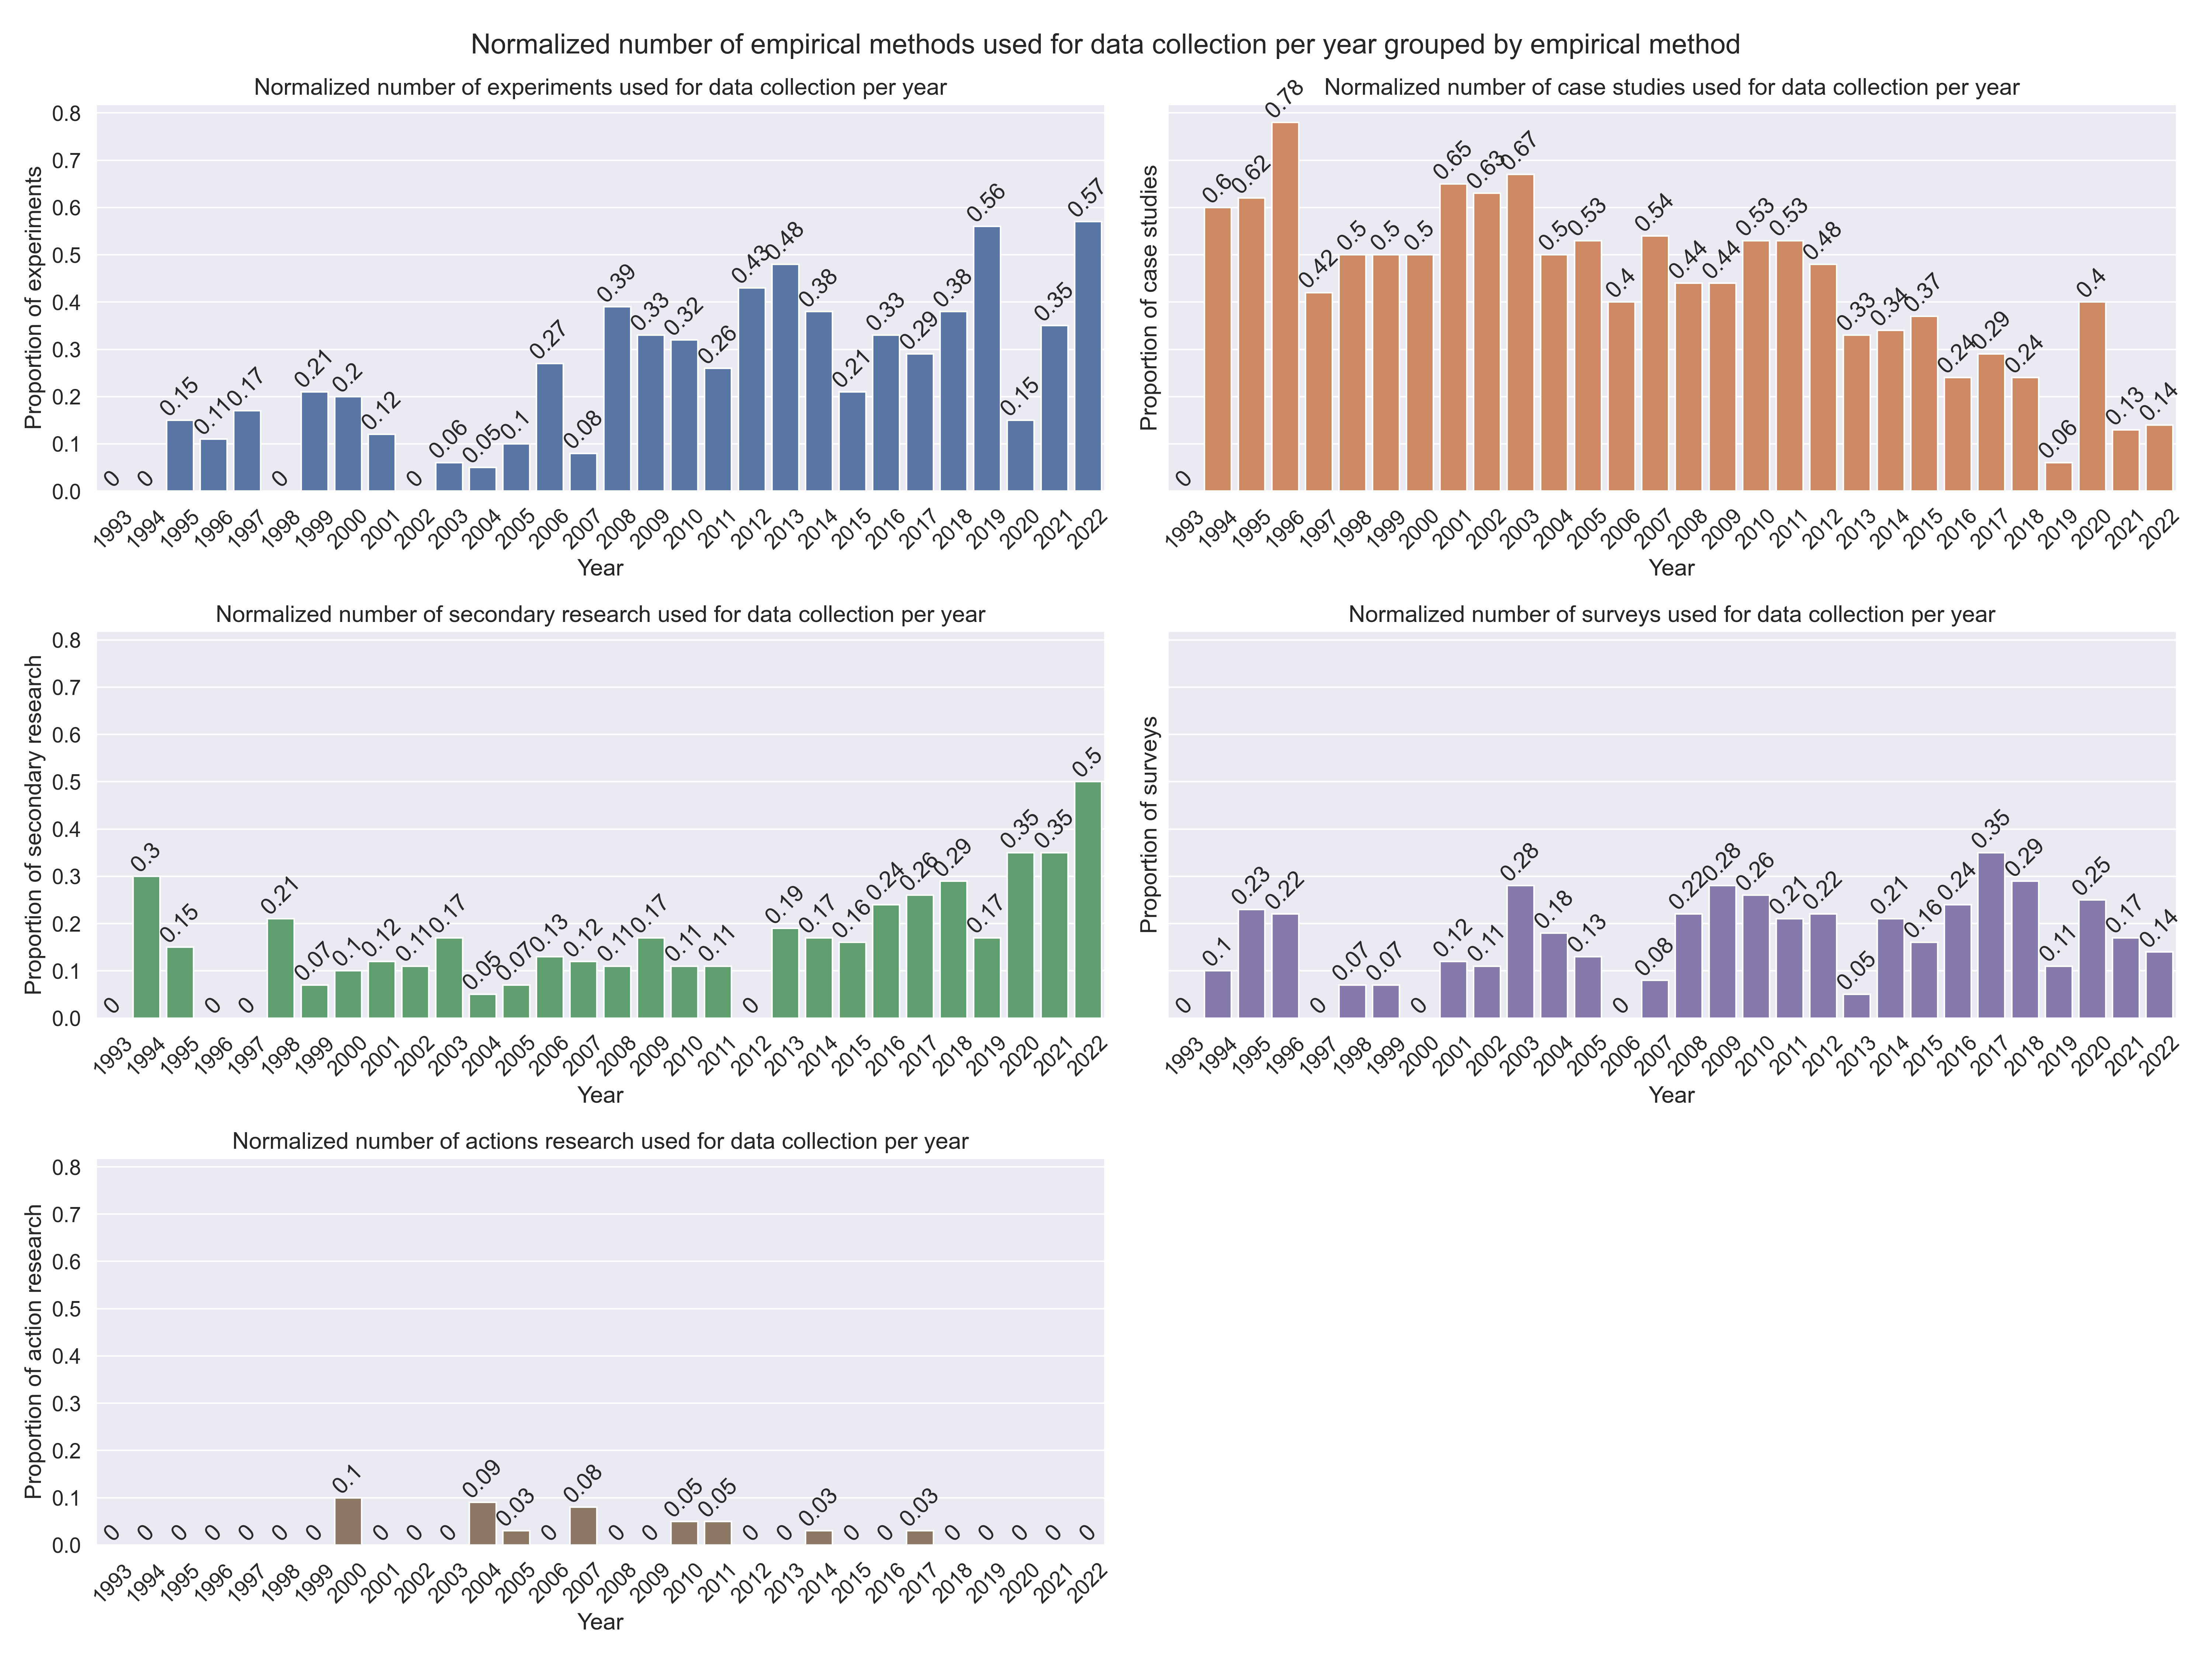 Normalized number of empirical methods used for data collection per year grouped by empirical method
Normalized number of experiments used for data collection per year
Proportion of experiments
0.8
0.7
0.6
0.5
0.4
0.3
0.2
0.1
0.0
0 0 0.15 0.11 0.17 0 0.21 0.2 0.12 0 0.06 0.05 0.1 0.27 0.08 0.39 0.33 0.32 0.26 0.43 0.48 0.38 0.21 0.33 0.29 0.38 0.56 0.15 0.35 0.57
1993 1994 1995 1996 1997 1998 1999 2000 2001 2002 2003 2004 2005 2006 2007 2008 2009 2010 2011 2012 2013 2014 2015 2016 2017 2018 2019 2020 2021 2022
Year
Normalized number of case studies used for data collection per year
Proportion of case studies
0 0.6 0.62 0.78 0.42 0.5 0.5 0.5 0.65 0.63 0.67 0.5 0.53 0.4 0.54 0.44 0.44 0.53 0.53 0.48 0.33 0.34 0.37 0.24 0.29 0.24 0.06 0.4 0.13 0.14
1993 1994 1995 1996 1997 1998 1999 2000 2001 2002 2003 2004 2005 2006 2007 2008 2009 2010 2011 2012 2013 2014 2015 2016 2017 2018 2019 2020 2021 2022
Year
Normalized number of secondary research used for data collection per year
Proportion of secondary research
0.8
0.7
0.6
0.5
0.4
0.3
0.2
0.1
0.0
0 0.3 0.15 0 0 0.21 0.07 0.1 0.12 0.11 0.17 0.05 0.07 0.13 0.12 0.11 0.17 0.11 0.11 0 0.19 0.17 0.16 0.24 0.26 0.29 0.17 0.35 0.35 0.5
1993 1994 1995 1996 1997 1998 1999 2000 2001 2002 2003 2004 2005 2006 2007 2008 2009 2010 2011 2012 2013 2014 2015 2016 2017 2018 2019 2020 2021 2022
Year
Normalized number of surveys used for data collection per year
Proportion of surveys
0 0.1 0.23 0.22 0 0.07 0.07 0 0.12 0.11 0.28 0.18 0.13 0 0.08 0.22 0.28 0.26 0.21 0.22 0.05 0.21 0.16 0.24 0.35 0.29 0.11 0.25 0.17 0.14
1993 1994 1995 1996 1997 1998 1999 2000 2001 2002 2003 2004 2005 2006 2007 2008 2009 2010 2011 2012 2013 2014 2015 2016 2017 2018 2019 2020 2021 2022
Year
Normalized number of actions research used for data collection per year
Proportion of action research
0.8
0.7
0.6
0.5
0.4
0.3
0.2
0.1
0.0
0 0 0 0 0 0 0 0.1 0 0 0 0.09 0.03 0 0.08 0 0 0.05 0.05 0 0 0.03 0 0 0.03 0 0 0 0 0
1993 1994 1995 1996 1997 1998 1999 2000 2001 2002 2003 2004 2005 2006 2007 2008 2009 2010 2011 2012 2013 2014 2015 2016 2017 2018 2019 2020 2021 2022
Year